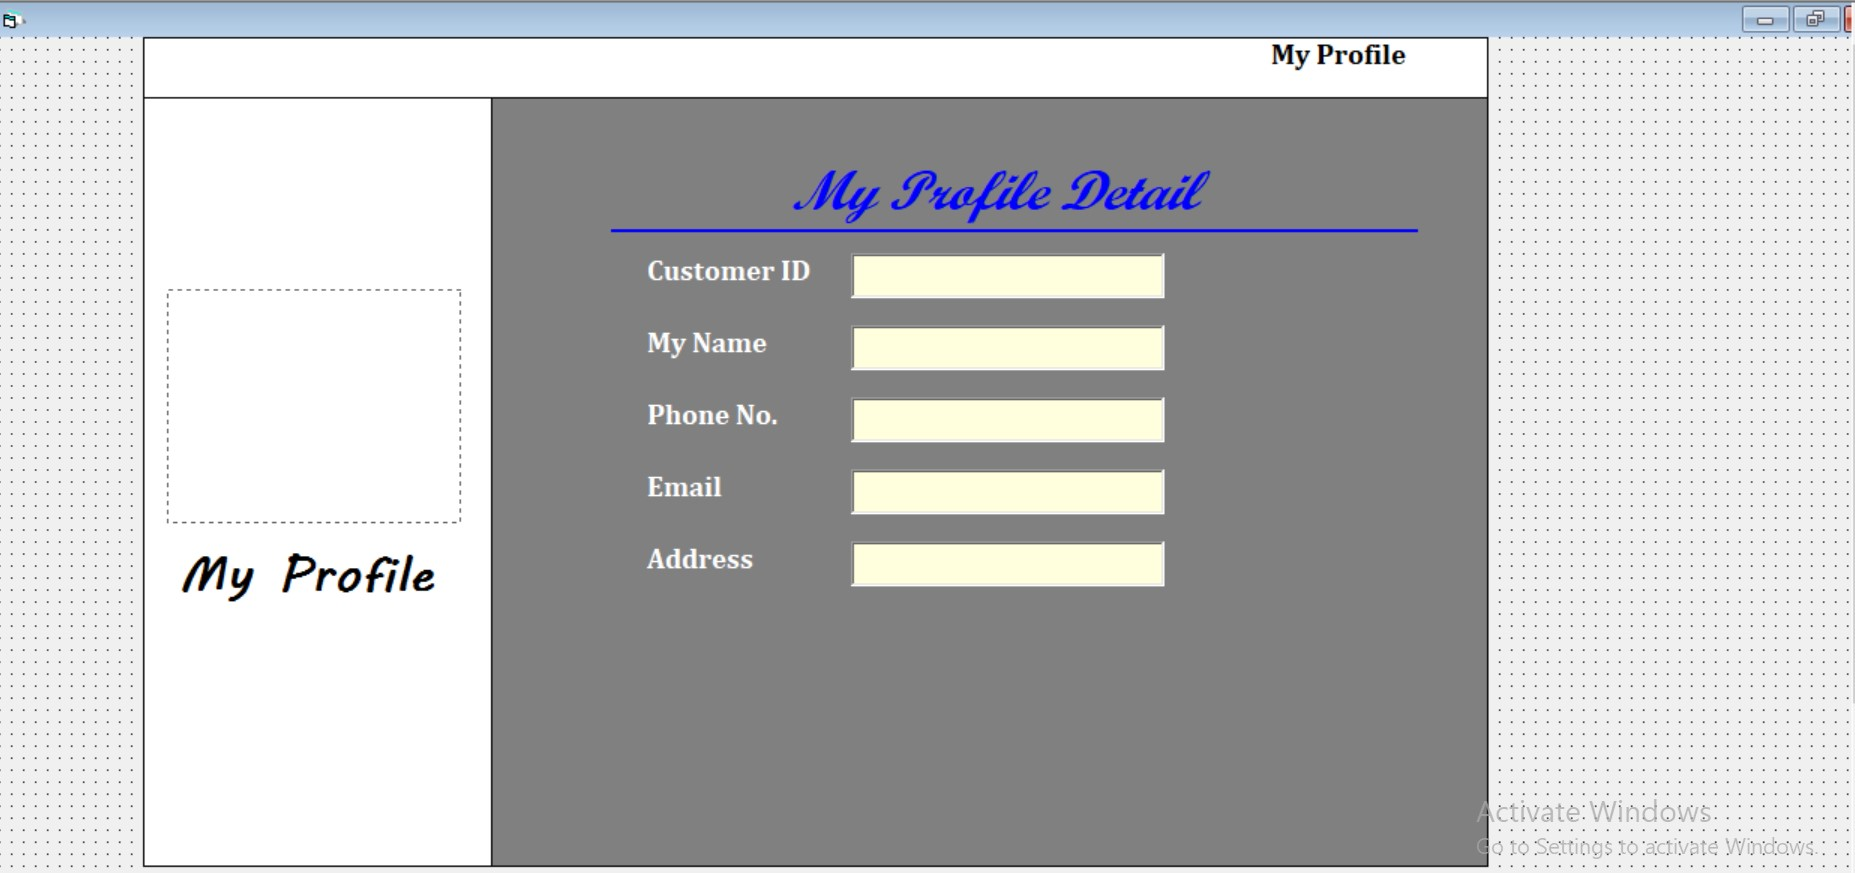 My Profile
My Profile Detail
Customer ID
My Name
Phone No.
Email
Address
My Profile
Activate Windows
Go to Settings to activate Windows.